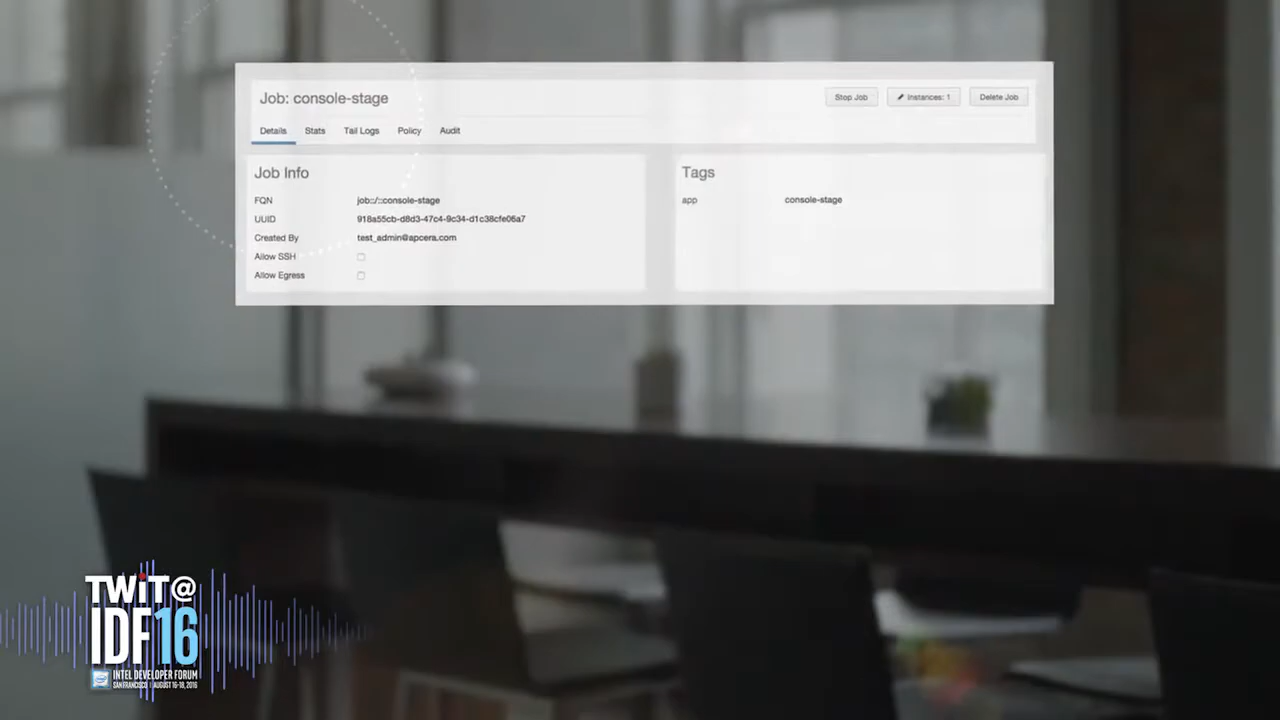 Job: console-stage
Stop Job
Instances: 1
Delete Job
Details Stats Tail Logs Policy Audit
Job Info
FQN job::/::console-stage
UUID 918a55cb-d8d3-47c4-9c34-d1c38cfe06a7
Created By test_admin@apcera.com
Allow SSH
Allow Egress
Tags
app console-stage
TWiT@
IDF16
INTEL DEVELOPER FORUM
SAN FRANCISCO | AUGUST 16-18, 2016